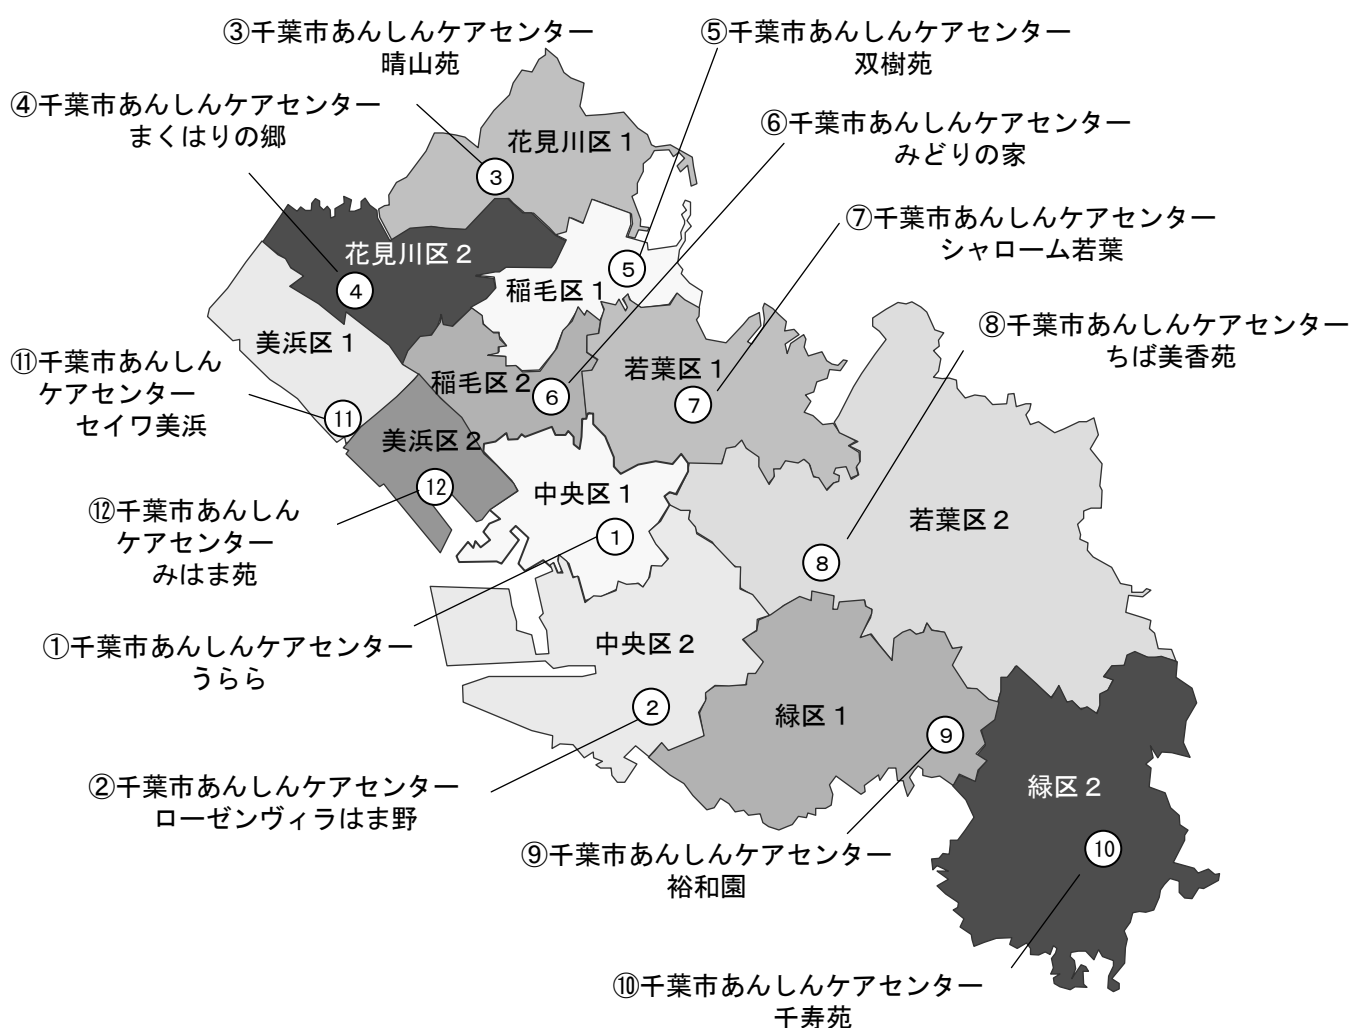 ③千葉市あんしんケアセンター
晴山苑
⑤千葉市あんしんケアセンター
双樹苑
④千葉市あんしんケアセンター
まくはりの郷
⑥千葉市あんしんケアセンター
みどりの家
⑦千葉市あんしんケアセンター
シャローム若葉
⑧千葉市あんしんケアセンター
ちば美香苑
⑪千葉市あんしん
ケアセンター
セイワ美浜
⑫千葉市あんしん
ケアセンター
みはま苑
①千葉市あんしんケアセンター
うらら
②千葉市あんしんケアセンター
ローゼンヴィラはま野
⑨千葉市あんしんケアセンター
裕和園
⑩千葉市あんしんケアセンター
千寿苑
花見川区1
③
花見川区2
④
稲毛区1
⑤
美浜区1
⑪
稲毛区2
⑥
若葉区1
⑦
美浜区2
⑫
中央区1
①
若葉区2
⑧
中央区2
②
緑区1
⑨
緑区2
⑩